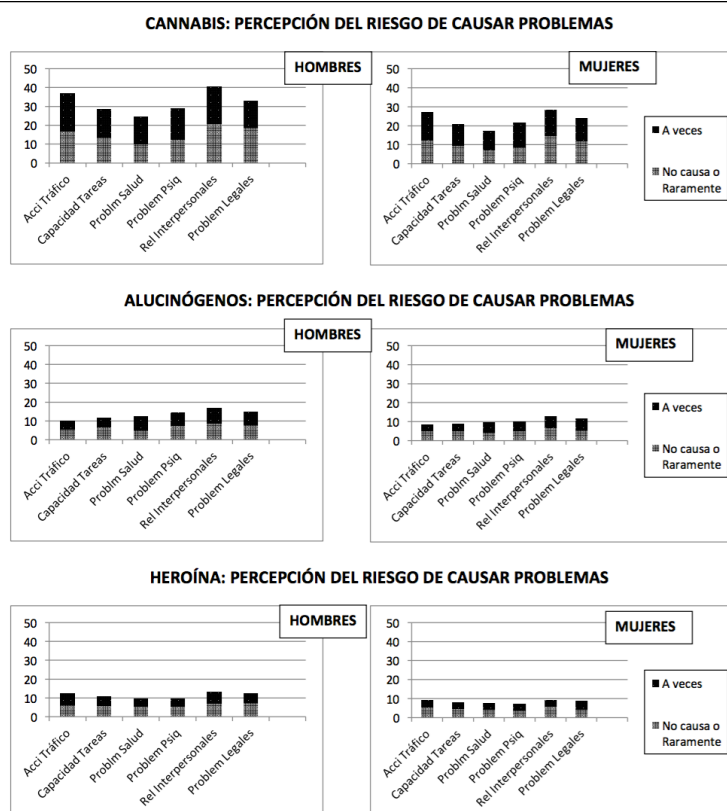 CANNABIS: PERCEPCIÓN DEL RIESGO DE CAUSAR PROBLEMAS
HOMBRES
50
40
30
20
10
0
Acci Tráfico
Capacidad Tareas
Problm Salud
Problem Psiq
Rel Interpersonales
Problem Legales
MUJERES
50
40
30
20
10
0
Acci Tráfico
Capacidad Tareas
Problm Salud
Problem Psiq
Rel Interpersonales
Problem Legales
A veces
No causa o
Raramente
ALUCINÓGENOS: PERCEPCIÓN DEL RIESGO DE CAUSAR PROBLEMAS
HOMBRES
50
40
30
20
10
0
Acci Tráfico
Capacidad Tareas
Problm Salud
Problem Psiq
Rel Interpersonales
Problem Legales
MUJERES
50
40
30
20
10
0
Acci Tráfico
Capacidad Tareas
Problm Salud
Problem Psiq
Rel Interpersonales
Problem Legales
A veces
No causa o
Raramente
HEROÍNA: PERCEPCIÓN DEL RIESGO DE CAUSAR PROBLEMAS
HOMBRES
50
40
30
20
10
0
Acci Tráfico
Capacidad Tareas
Problm Salud
Problem Psiq
Rel Interpersonales
Problem Legales
MUJERES
50
40
30
20
10
0
Acci Tráfico
Capacidad Tareas
Problm Salud
Problem Psiq
Rel Interpersonales
Problem Legales
A veces
No causa o
Raramente